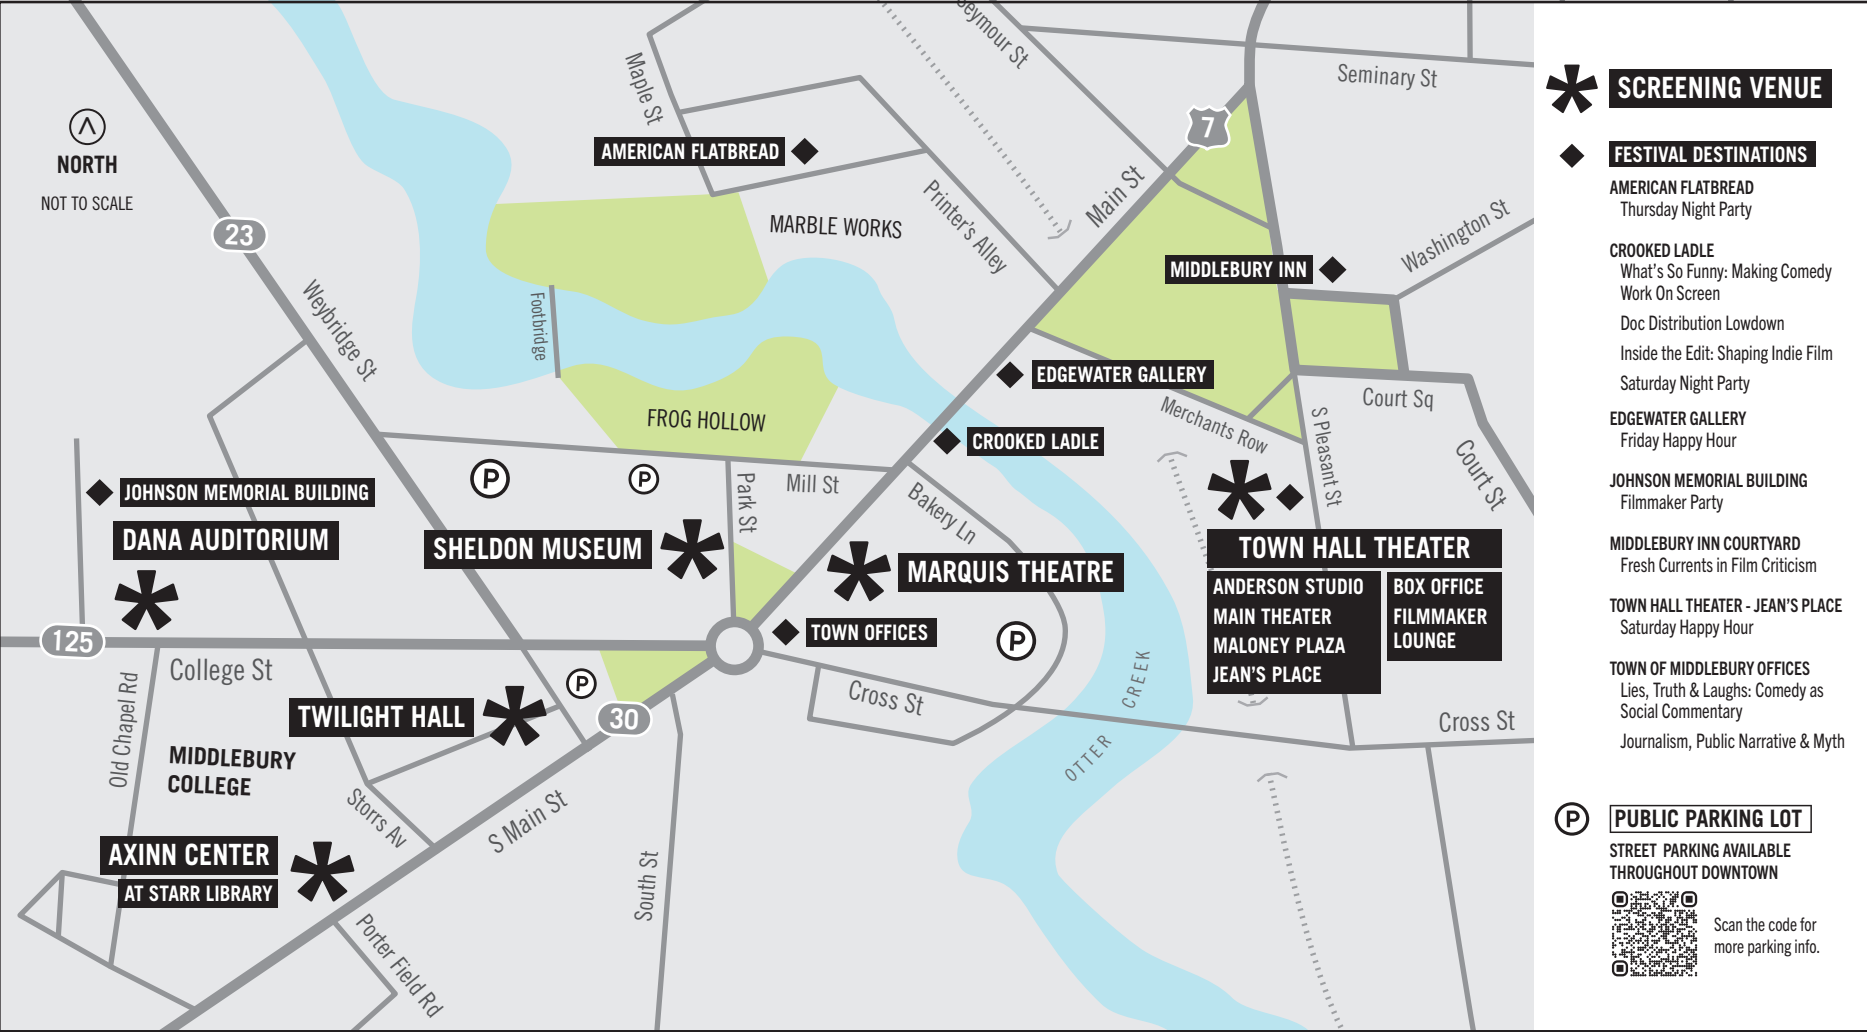 Seymour St
Seminary St
Maple St
7
NORTH
NOT TO SCALE
AMERICAN FLATBREAD
Main St
Printer's Alley
MARBLE WORKS
Washington St
23
MIDDLEBURY INN
Weybridge St
Footbridge
EDGEWATER GALLERY
Court Sq
Merchants Row
FROG HOLLOW
S Pleasant St
CROOKED LADLE
Court St
P
P
Park St
Mill St
Bakery Ln
JOHNSON MEMORIAL BUILDING
DANA AUDITORIUM
SHELDON MUSEUM
MARQUIS THEATRE
TOWN HALL THEATER
ANDERSON STUDIO
MAIN THEATER
MALONEY PLAZA
JEAN'S PLACE
BOX OFFICE
FILMMAKER
LOUNGE
125
TOWN OFFICES
P
College St
P
Old Chapel Rd
Cross St
OTTER CREEK
Cross St
TWILIGHT HALL
30
MIDDLEBURY
COLLEGE
Storrs Av
S Main St
AXINN CENTER
AT STARR LIBRARY
South St
Porter Field Rd
SCREENING VENUE
FESTIVAL DESTINATIONS
AMERICAN FLATBREAD
Thursday Night Party
CROOKED LADLE
What's So Funny: Making Comedy
Work On Screen
Doc Distribution Lowdown
Inside the Edit: Shaping Indie Film
Saturday Night Party
EDGEWATER GALLERY
Friday Happy Hour
JOHNSON MEMORIAL BUILDING
Filmmaker Party
MIDDLEBURY INN COURTYARD
Fresh Currents in Film Criticism
TOWN HALL THEATER - JEAN'S PLACE
Saturday Happy Hour
TOWN OF MIDDLEBURY OFFICES
Lies, Truth & Laughs: Comedy as
Social Commentary
Journalism, Public Narrative & Myth
P
PUBLIC PARKING LOT
STREET PARKING AVAILABLE
THROUGHOUT DOWNTOWN
Scan the code for
more parking info.